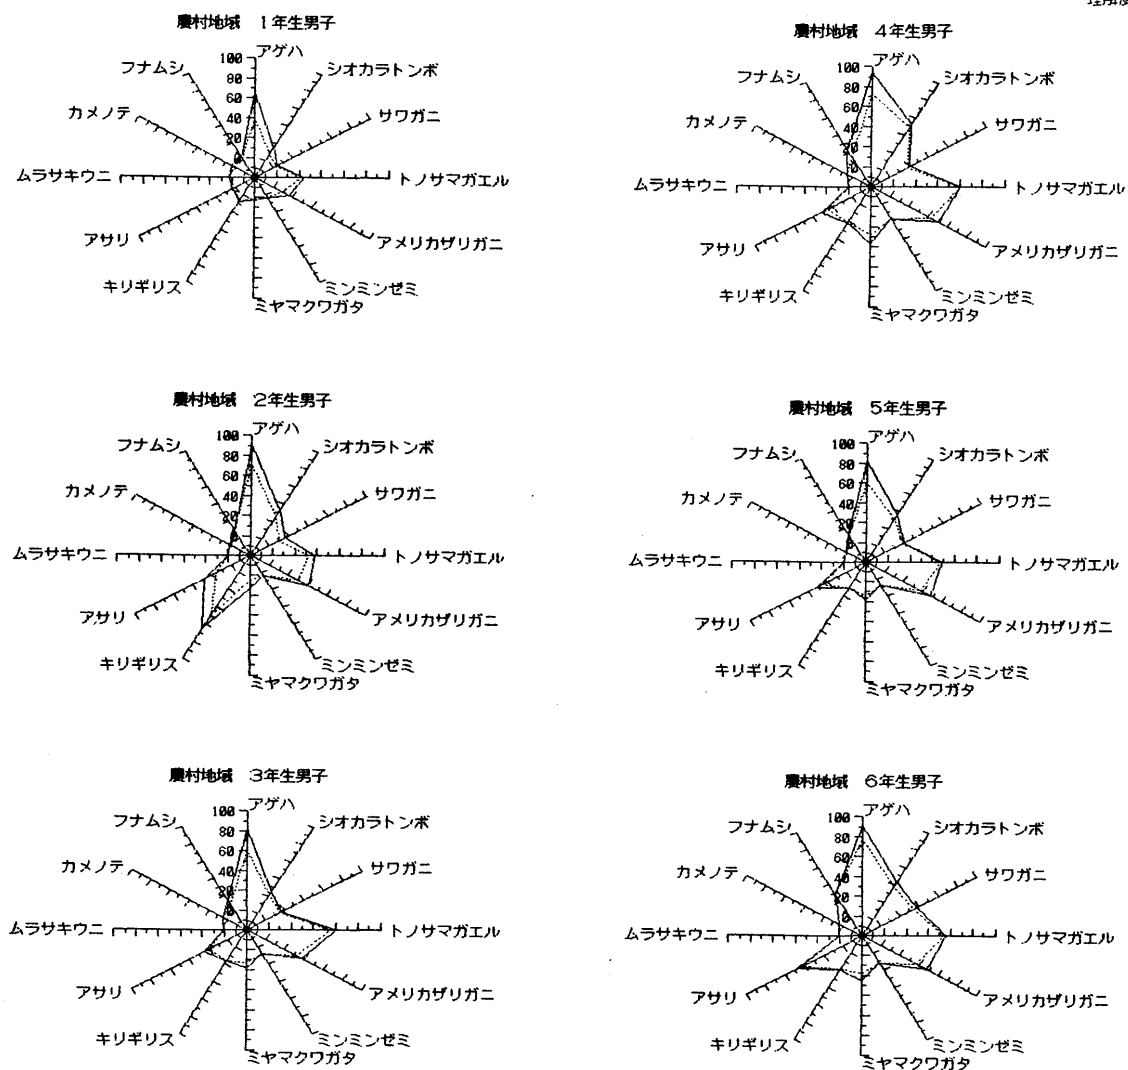 農村地域 1年生男子
アゲハ
シオカラトンボ
サワガニ
トノサマガエル
アメリカザリガニ
ミンミンゼミ
ミヤマクワガタ
キリギリス
アサリ
ムラサキウニ
カメノテ
フナムシ
100
80
60
40
20
0
農村地域 4年生男子
アゲハ
シオカラトンボ
サワガニ
トノサマガエル
アメリカザリガニ
ミンミンゼミ
ミヤマクワガタ
キリギリス
アサリ
ムラサキウニ
カメノテ
フナムシ
100
80
60
40
20
0
農村地域 2年生男子
アゲハ
シオカラトンボ
サワガニ
トノサマガエル
アメリカザリガニ
ミンミンゼミ
ミヤマクワガタ
キリギリス
アサリ
ムラサキウニ
カメノテ
フナムシ
100
80
60
40
20
0
農村地域 5年生男子
アゲハ
シオカラトンボ
サワガニ
トノサマガエル
アメリカザリガニ
ミンミンゼミ
ミヤマクワガタ
キリギリス
アサリ
ムラサキウニ
カメノテ
フナムシ
100
80
60
40
20
0
農村地域 3年生男子
アゲハ
シオカラトンボ
サワガニ
トノサマガエル
アメリカザリガニ
ミンミンゼミ
ミヤマクワガタ
キリギリス
アサリ
ムラサキウニ
カメノテ
フナムシ
100
80
60
40
20
0
農村地域 6年生男子
アゲハ
シオカラトンボ
サワガニ
トノサマガエル
アメリカザリガニ
ミンミンゼミ
ミヤマクワガタ
キリギリス
アサリ
ムラサキウニ
カメノテ
フナムシ
100
80
60
40
20
0